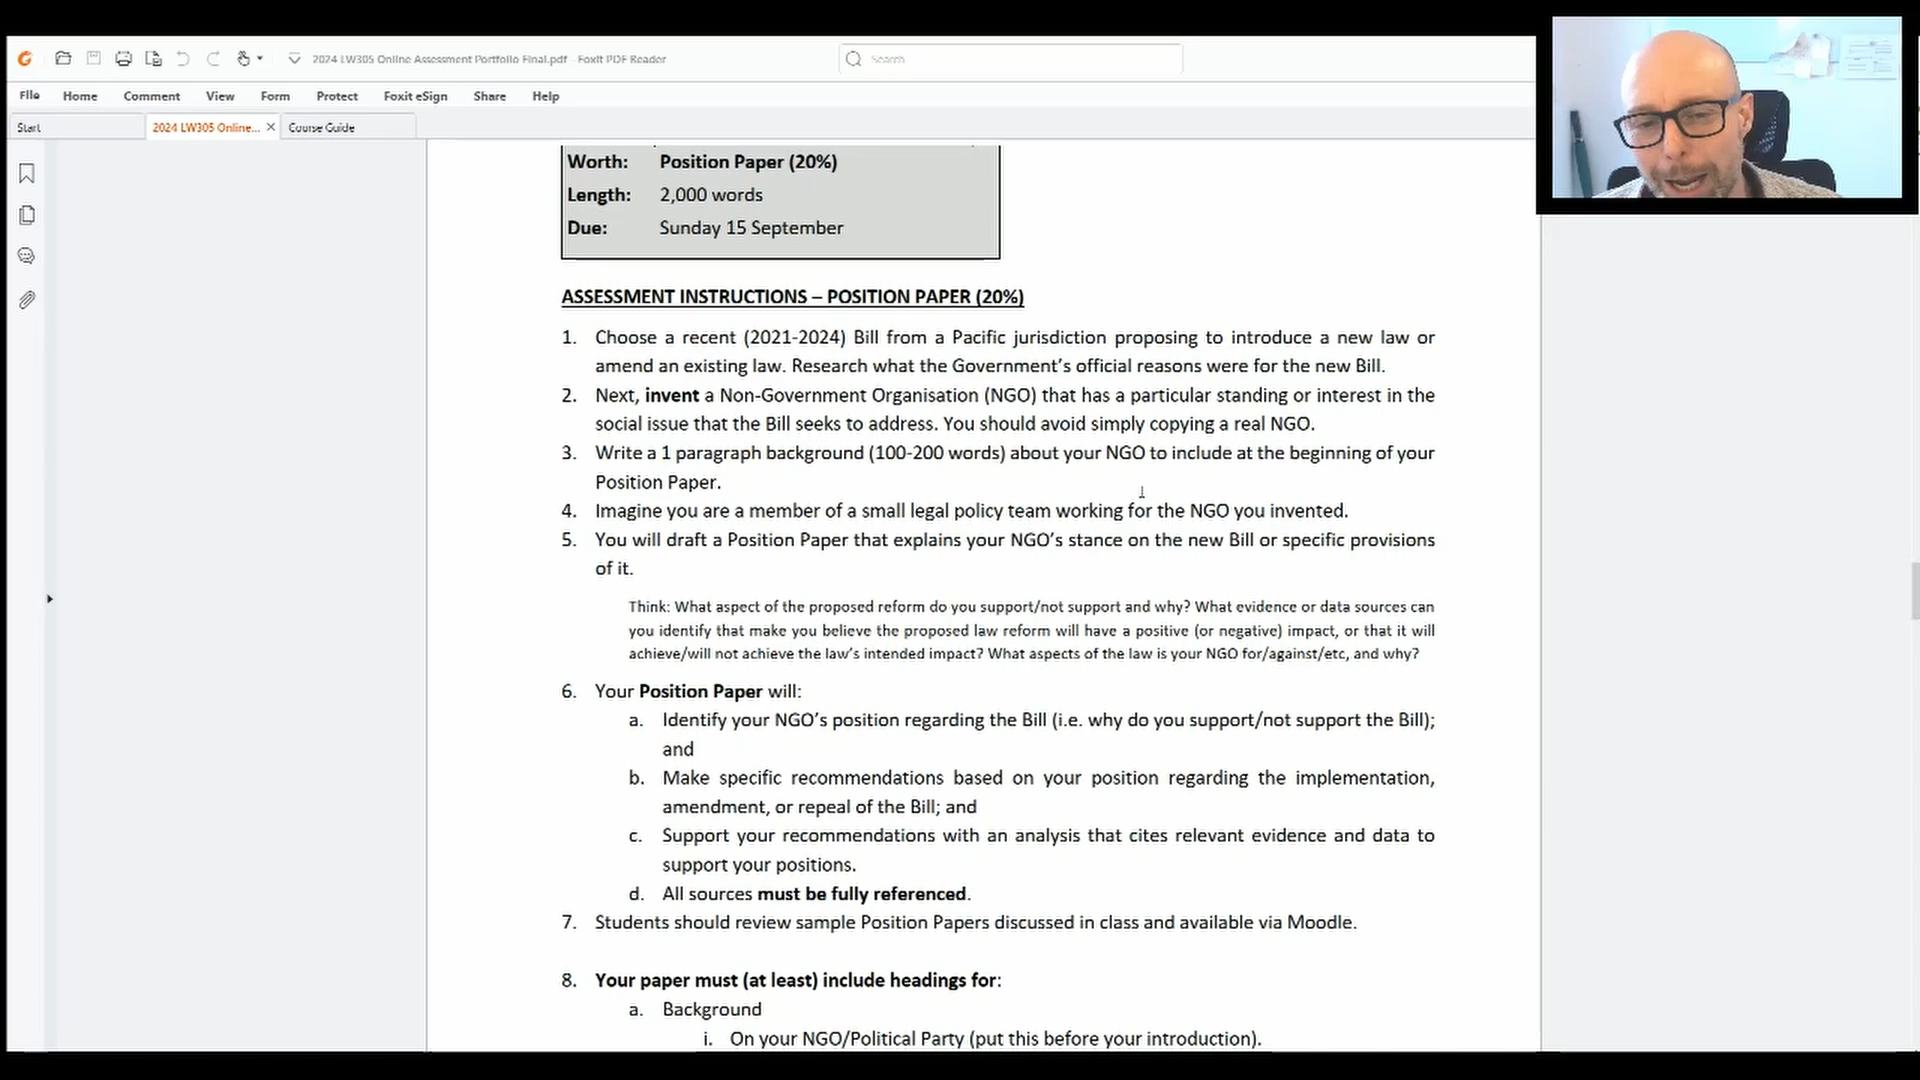 2024 LW305 Online Assessment Portfolio Final.pdf - Foxit PDF Reader
Search
File Home Comment View Form Protect Foxit eSign Share Help
Start 2024 LW305 Online... Course Guide
Worth: Position Paper (20%)
Length: 2,000 words
Due: Sunday 15 September
ASSESSMENT INSTRUCTIONS – POSITION PAPER (20%)
1. Choose a recent (2021-2024) Bill from a Pacific jurisdiction proposing to introduce a new law or
amend an existing law. Research what the Government's official reasons were for the new Bill.
2. Next, invent a Non-Government Organisation (NGO) that has a particular standing or interest in the
social issue that the Bill seeks to address. You should avoid simply copying a real NGO.
3. Write a 1 paragraph background (100-200 words) about your NGO to include at the beginning of your
Position Paper.
4. Imagine you are a member of a small legal policy team working for the NGO you invented.
5. You will draft a Position Paper that explains your NGO's stance on the new Bill or specific provisions
of it.
Think: What aspect of the proposed reform do you support/not support and why? What evidence or data sources can
you identify that make you believe the proposed law reform will have a positive (or negative) impact, or that it will
achieve/will not achieve the law's intended impact? What aspects of the law is your NGO for/against/etc, and why?
6. Your Position Paper will:
a. Identify your NGO's position regarding the Bill (i.e. why do you support/not support the Bill);
and
b. Make specific recommendations based on your position regarding the implementation,
amendment, or repeal of the Bill; and
c. Support your recommendations with an analysis that cites relevant evidence and data to
support your positions.
d. All sources must be fully referenced.
7. Students should review sample Position Papers discussed in class and available via Moodle.
8. Your paper must (at least) include headings for:
a. Background
i. On your NGO/Political Party (put this before your introduction).